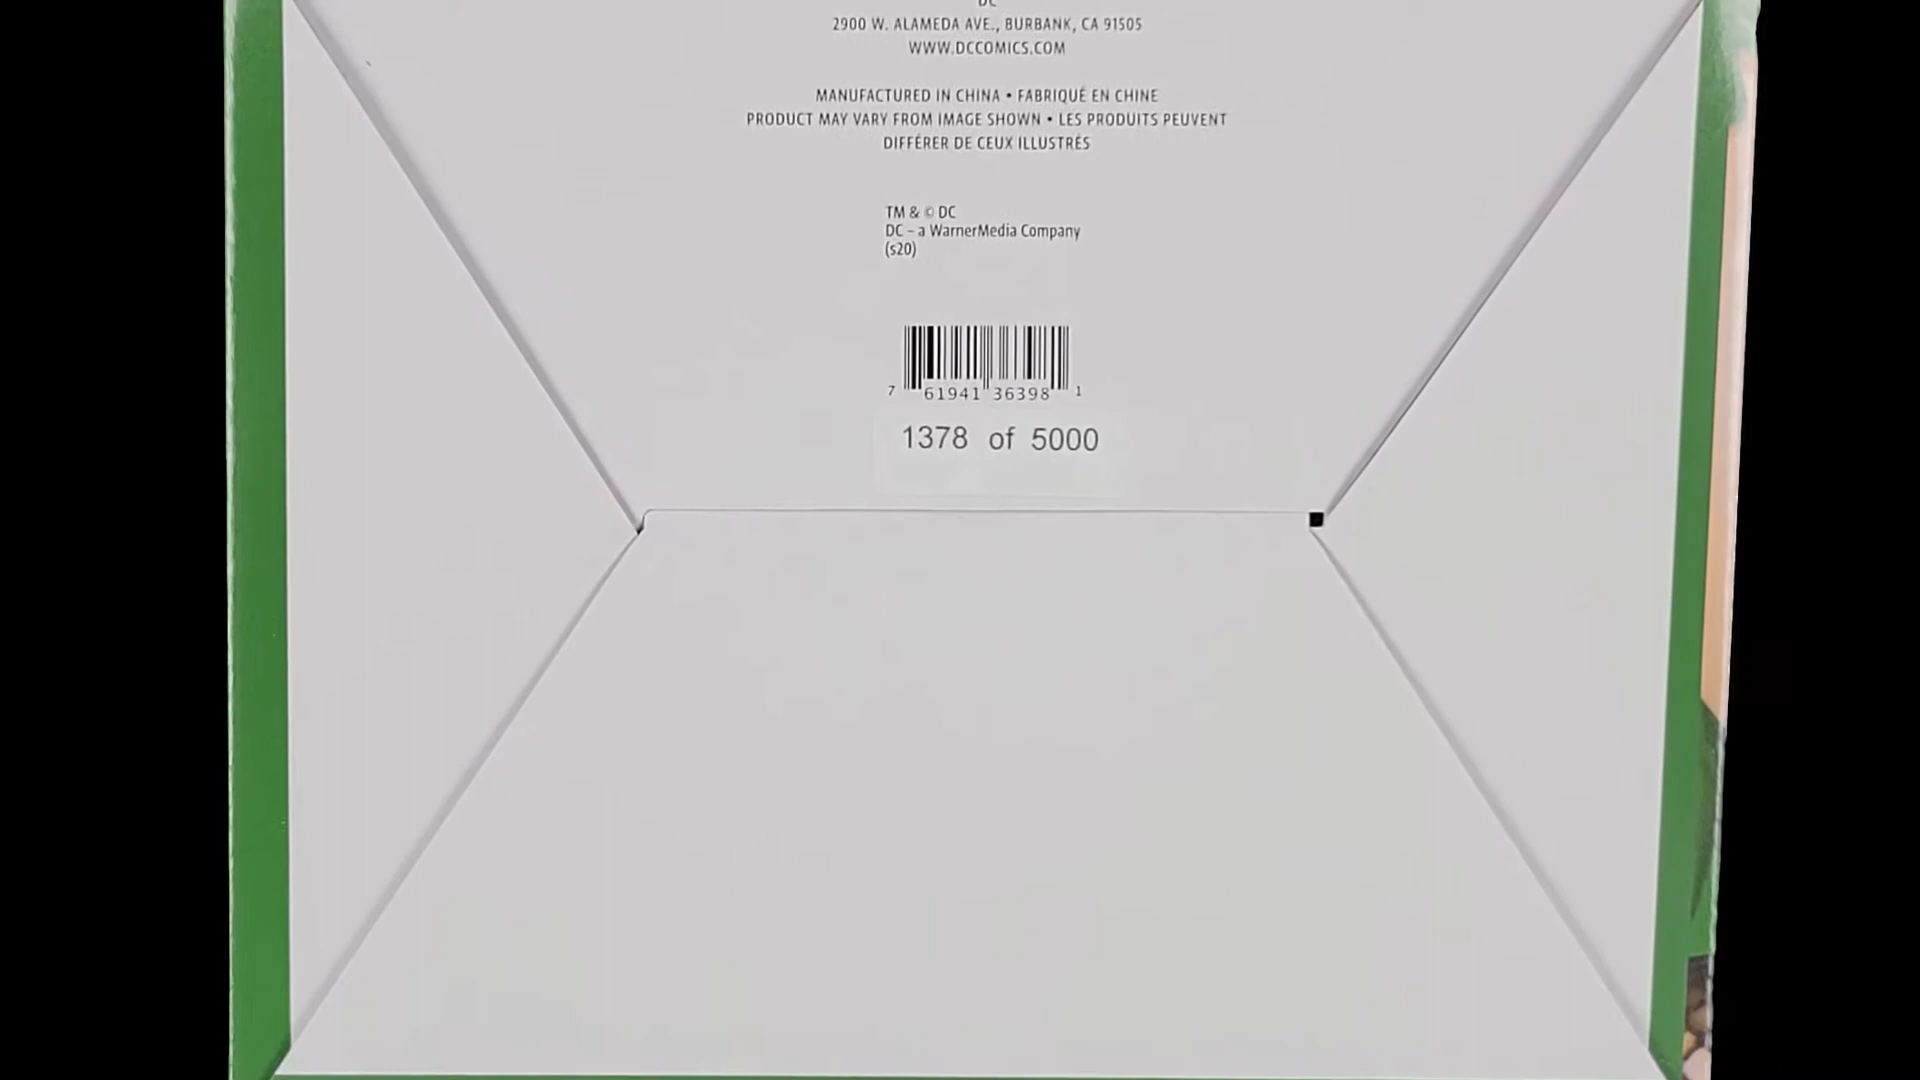 DC
2900 W. ALAMEDA AVE., BURBANK, CA 91505
WWW.DCCOMICS.COM
MANUFACTURED IN CHINA • FABRIQUÉ EN CHINE
PRODUCT MAY VARY FROM IMAGE SHOWN • LES PRODUITS PEUVENT
DIFFÉRER DE CEUX ILLUSTRÉS
TM & © DC
DC – a WarnerMedia Company
(s20)
7 61941 36398 1
1378 of 5000